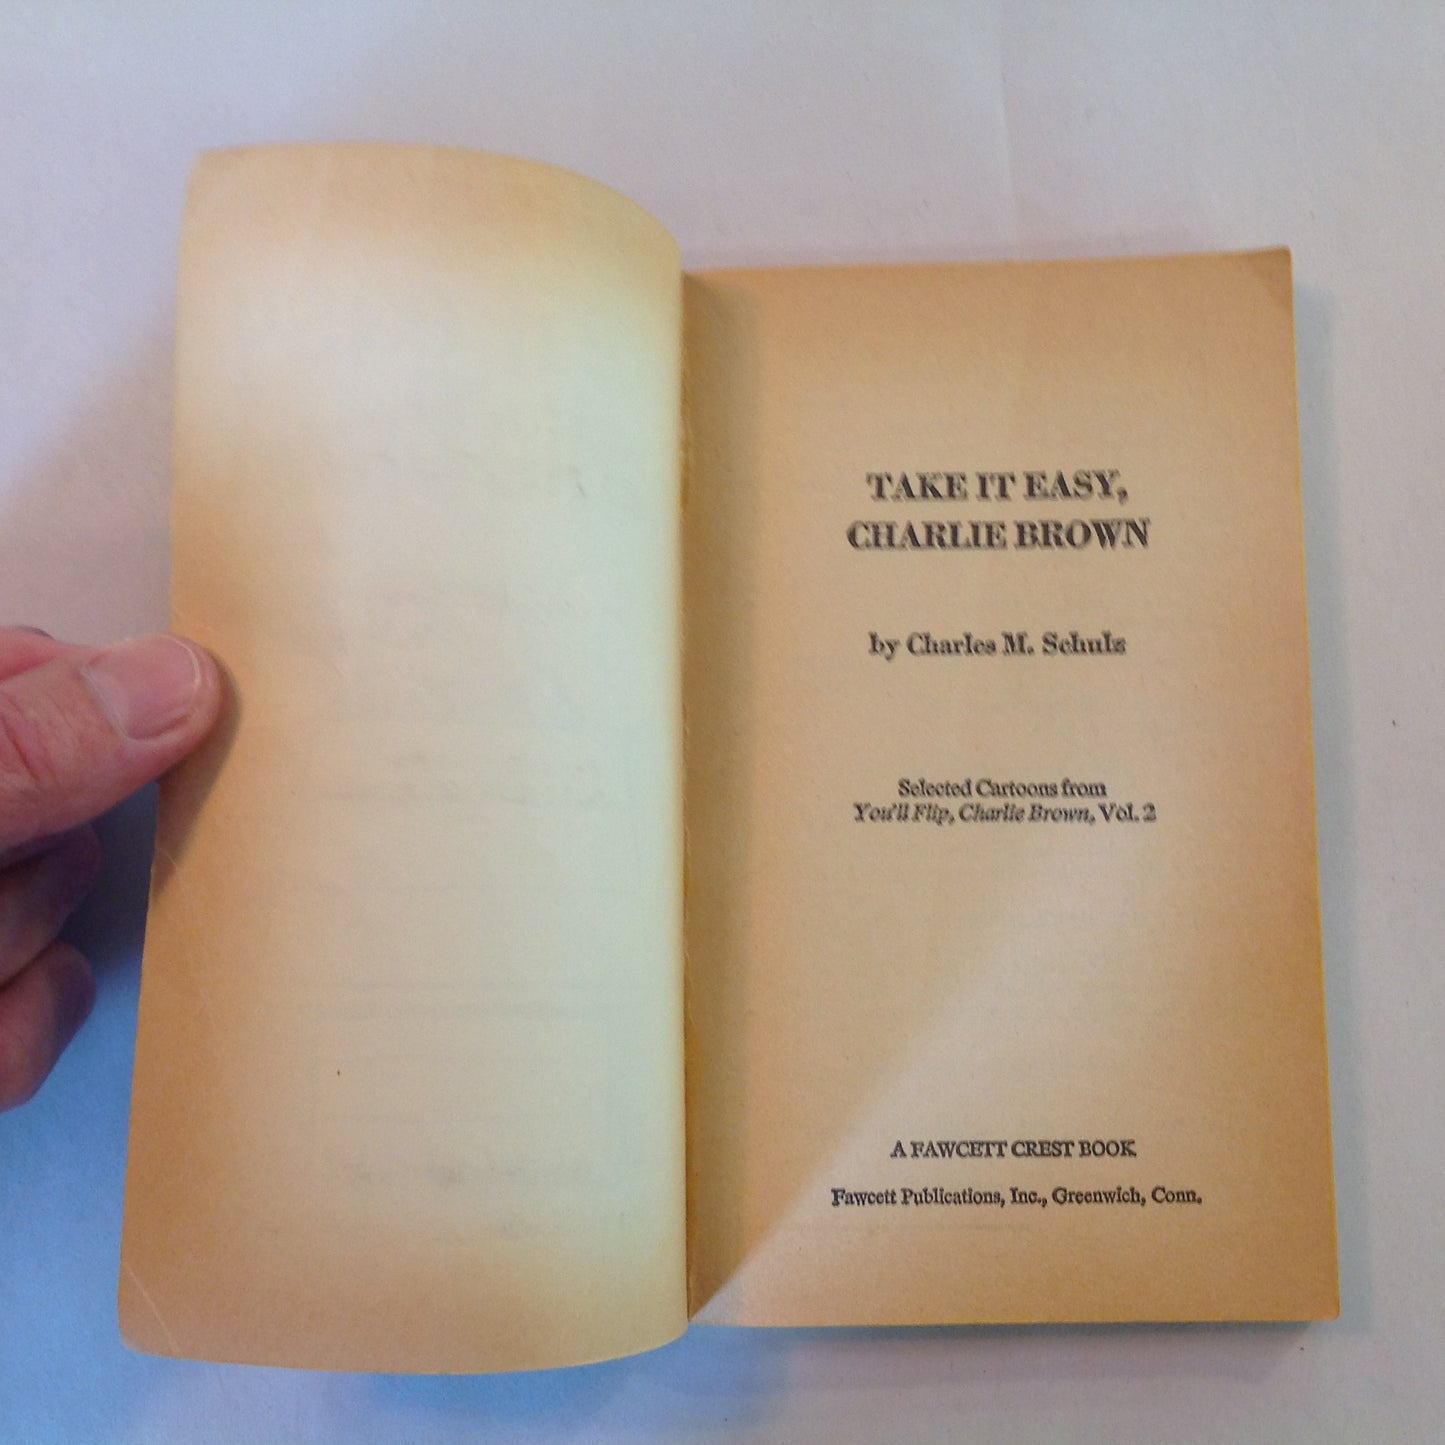 TAKE IT EASY,
CHARLIE BROWN
by Charles M. Schulz
Selected Cartoons from
You'll Flip, Charlie Brown, Vol. 2
A FAWCETT CREST BOOK
Fawcett Publications, Inc., Greenwich, Conn.